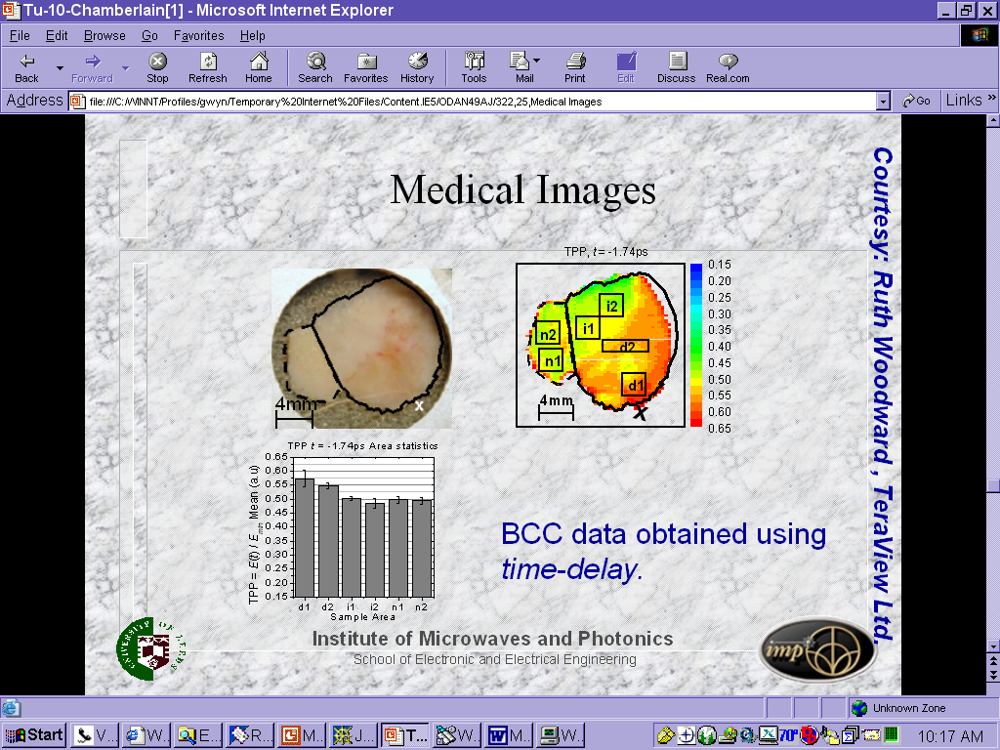 Tu-10-Chamberlain[1] - Microsoft Internet Explorer
File Edit Browse Go Favorites Help
Back Forward Stop Refresh Home Search Favorites History Tools Mail Print Edit Discuss Real.com
Address file:///C:/WINNT/Profiles/gwyn/Temporary%20Internet%20Files/Content.IE5/ODAN49AJ/322,25,Medical Images Go Links »
Medical Images
Courtesy: Ruth Woodward , TeraView Ltd.
4mm
x
TPP, t = -1.74ps
i2
i1
n2
d2
n1
d1
4mm
x
0.15
0.20
0.25
0.30
0.35
0.40
0.45
0.50
0.55
0.60
0.65
TPP t = -1.74ps Area statistics
TPP = E(t) / Emin Mean (a.u)
0.65
0.60
0.55
0.50
0.45
0.40
0.35
0.30
0.25
0.20
0.15
d1 d2 i1 i2 n1 n2
Sample Area
BCC data obtained using
time-delay.
UNIVERSITY OF LEEDS
Institute of Microwaves and Photonics
School of Electronic and Electrical Engineering
imp
Unknown Zone
Start V... W... E... R... M... J... T... W... M... W... 70° 10:17 AM